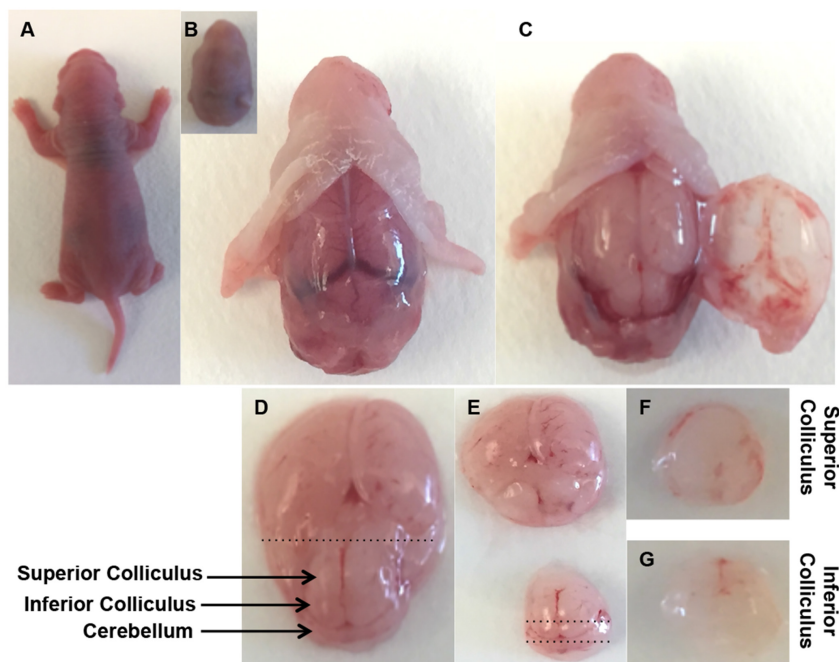 A
B
C
D
E
F
Superior
Colliculus
G
Inferior
Colliculus
Superior Colliculus
Inferior Colliculus
Cerebellum